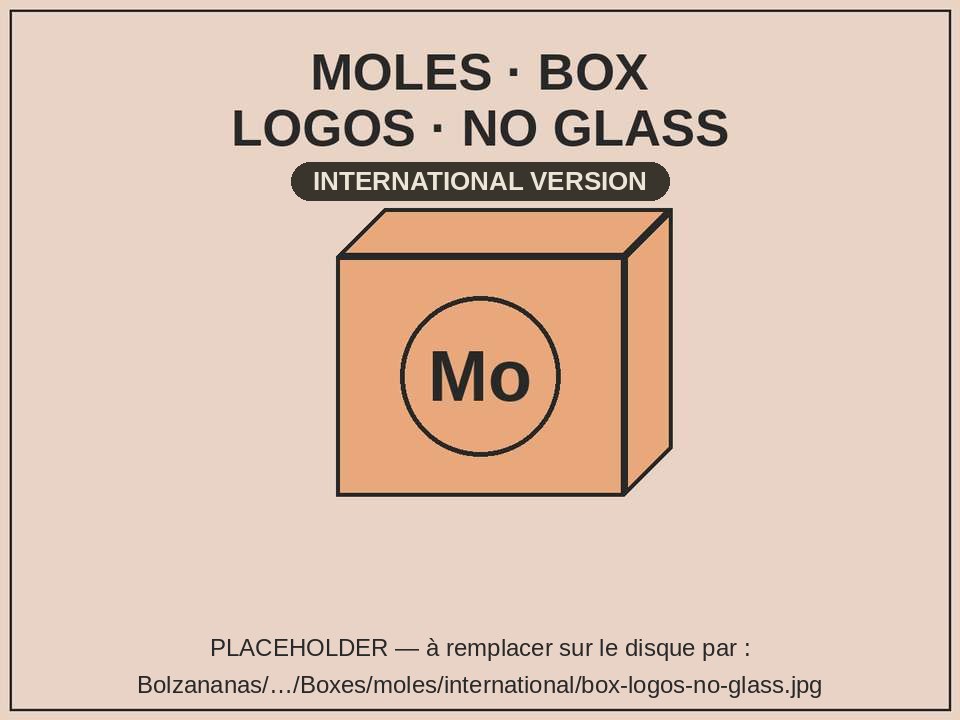 MOLES · BOX
LOGOS · NO GLASS
INTERNATIONAL VERSION
Mo
PLACEHOLDER — à remplacer sur le disque par :
Bolzananas/…/Boxes/moles/international/box-logos-no-glass.jpg